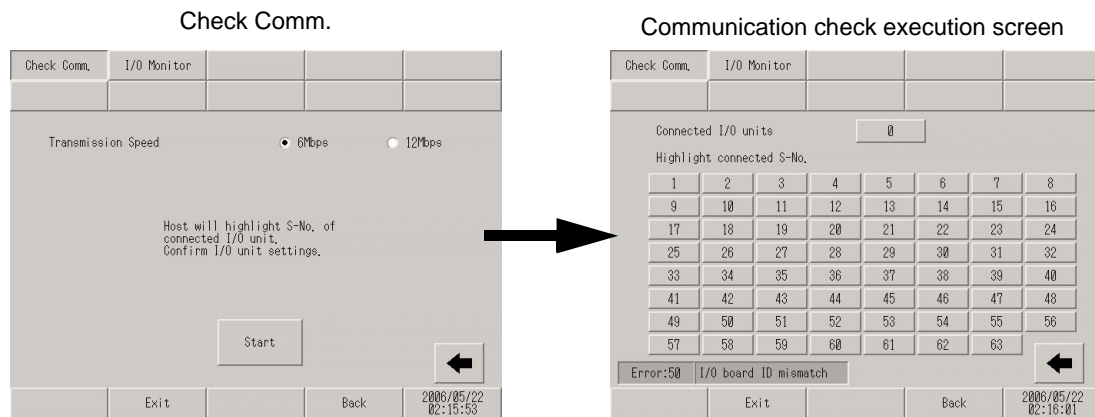 Check Comm.
Check Comm. I/O Monitor
Transmission Speed 6Mbps 12Mbps
Host will highlight S-No. of
connected I/O unit.
Confirm I/O unit settings.
Start
Exit Back 2006/05/22
02:15:53
Communication check execution screen
Check Comm. I/O Monitor
Connected I/O units 0
Highlight connected S-No.
1 2 3 4 5 6 7 8
9 10 11 12 13 14 15 16
17 18 19 20 21 22 23 24
25 26 27 28 29 30 31 32
33 34 35 36 37 38 39 40
41 42 43 44 45 46 47 48
49 50 51 52 53 54 55 56
57 58 59 60 61 62 63
Error:50 I/O board ID mismatch
Exit Back 2006/05/22
02:16:01